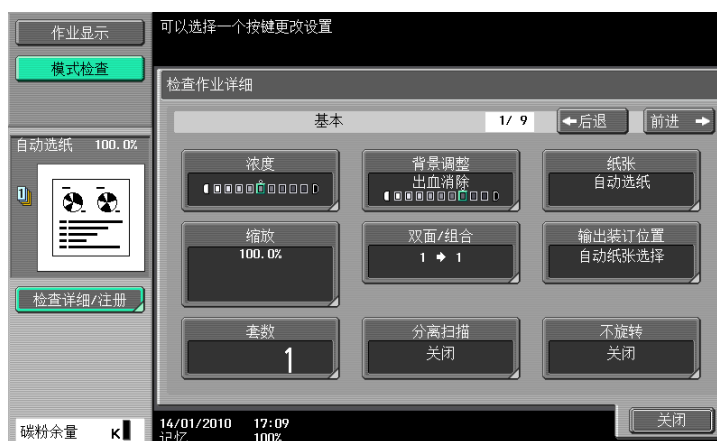 作业显示
可以选择一个按键更改设置
模式检查
检查作业详细
基本
1/ 9
后退
前进
自动选纸 100.0%
1
浓度
背景调整
出血消除
纸张
自动选纸
缩放
100.0%
双面/组合
1 → 1
输出装订位置
自动纸张选择
检查详细/注册
套数
1
分离扫描
关闭
不旋转
关闭
碳粉余量 K
14/01/2010 17:09
记忆 100%
关闭